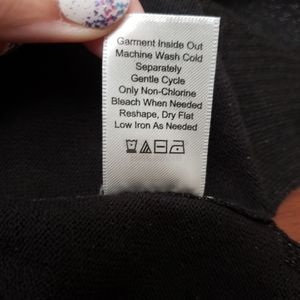 Garment Inside Out
Machine Wash Cold
Separately
Gentle Cycle
Only Non-Chlorine
Bleach When Needed
Reshape, Dry Flat
Low Iron As Needed